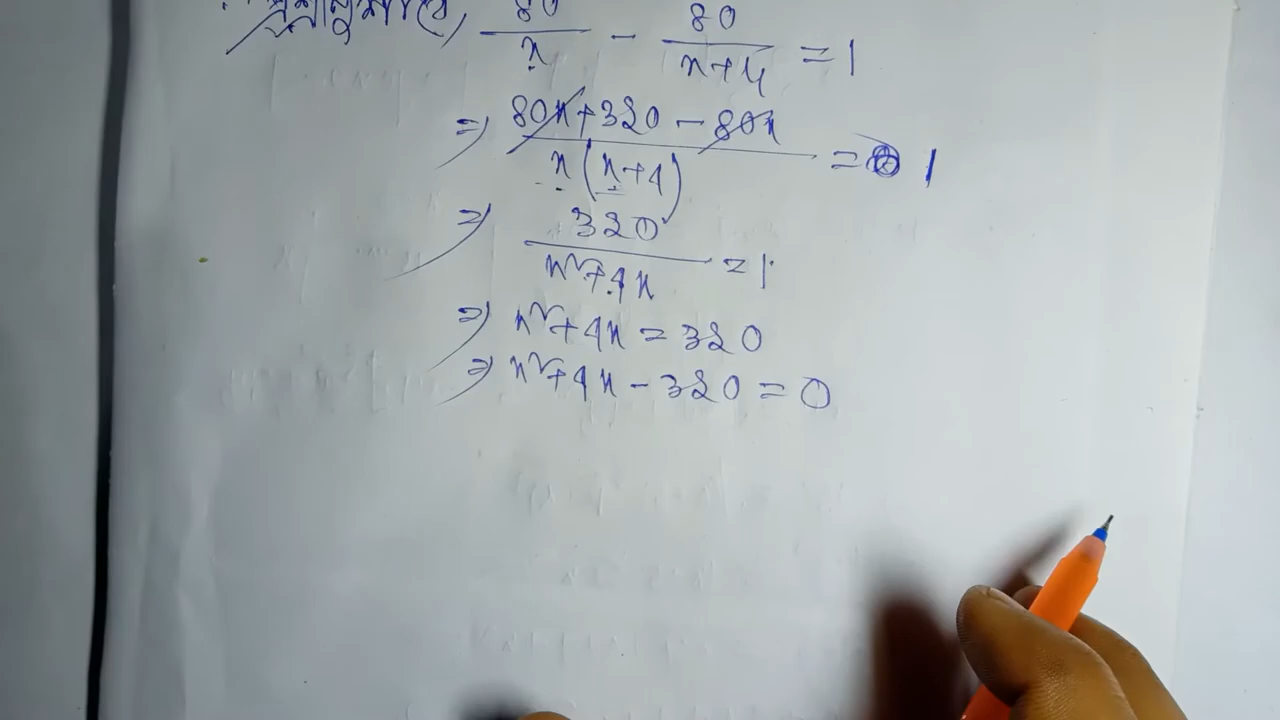 ∴ প্রশ্নানুসারে, 80/x - 80/x+4 = 1
⇒ 80x+320-80x / x(x+4) = 1
⇒ 320 / x²+4x = 1
⇒ x²+4x = 320
⇒ x²+4x-320 = 0